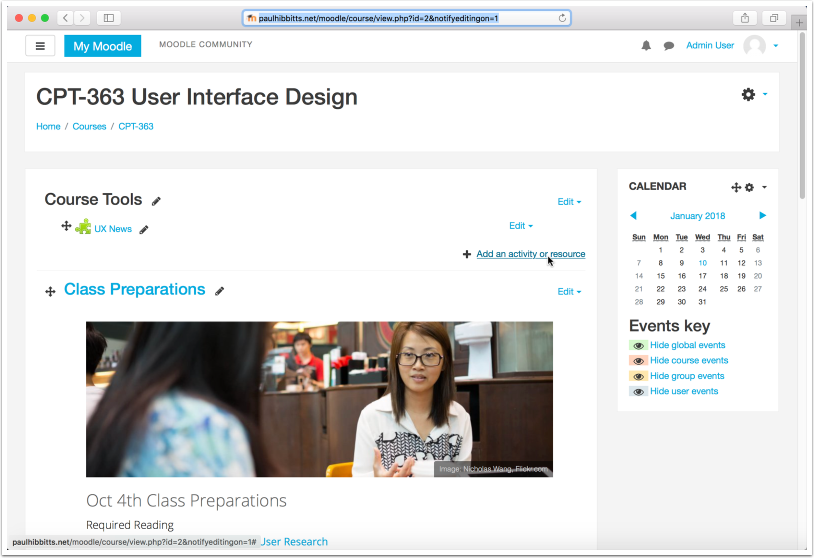 paulhibbitts.net/moodle/course/view.php?id=2&notifyeditingon=1
My Moodle
MOODLE COMMUNITY
Admin User
CPT-363 User Interface Design
Home / Courses / CPT-363
Course Tools
Edit
UX News
Edit
Add an activity or resource
Class Preparations
Edit
Image: Nicholas Wang, Flickr.com
Oct 4th Class Preparations
Required Reading
User Research
paulhibbitts.net/moodle/course/view.php?id=2&notifyeditingon=1#
CALENDAR
January 2018
Sun Mon Tue Wed Thu Fri Sat
1 2 3 4 5 6
7 8 9 10 11 12 13
14 15 16 17 18 19 20
21 22 23 24 25 26 27
28 29 30 31
Events key
Hide global events
Hide course events
Hide group events
Hide user events